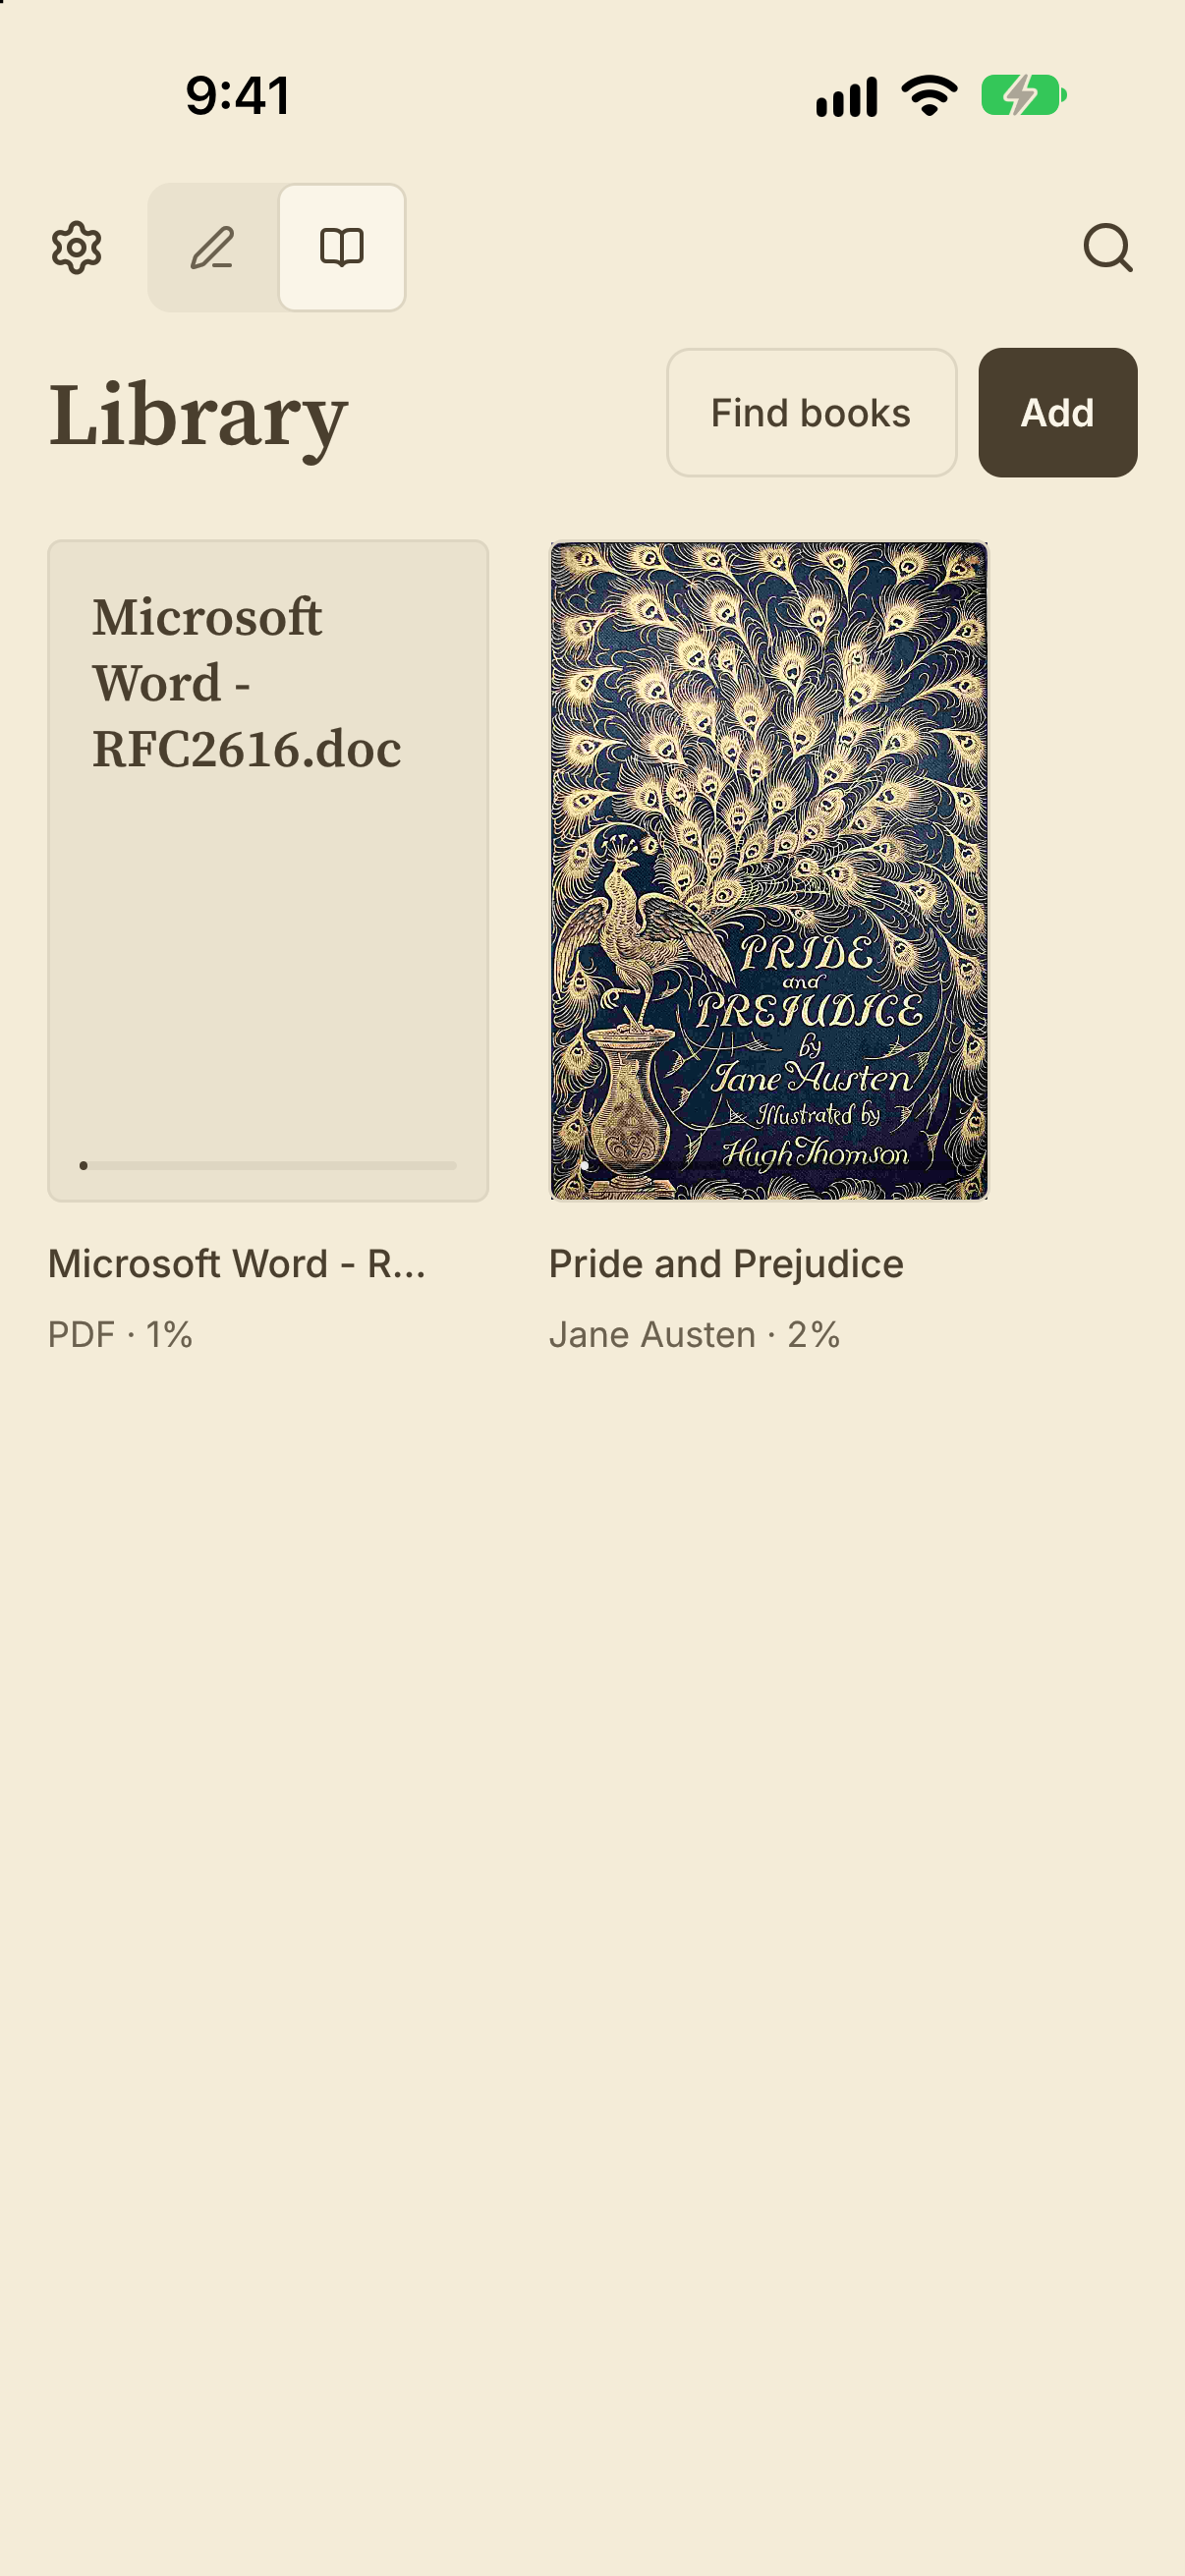 9:41
Library
Find books
Add
Microsoft
Word -
RFC2616.doc
PRIDE
and
PREJUDICE
by
Jane Austen
Illustrated by
Hugh Thomson
Microsoft Word - R...
Pride and Prejudice
PDF · 1%
Jane Austen · 2%